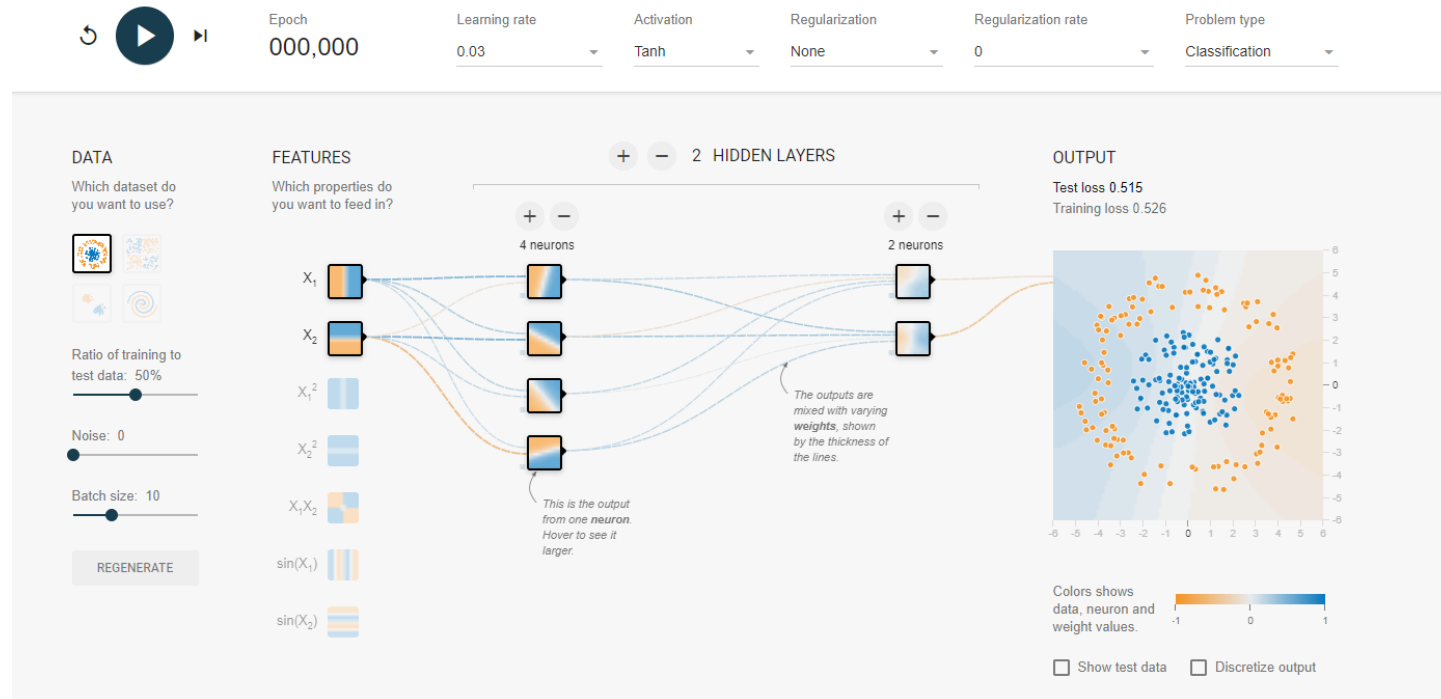 Epoch
000,000
Learning rate
0.03
Activation
Tanh
Regularization
None
Regularization rate
0
Problem type
Classification
DATA
Which dataset do
you want to use?
Ratio of training to
test data: 50%
Noise: 0
Batch size: 10
REGENERATE
FEATURES
Which properties do
you want to feed in?
X₁
X₂
X₁²
X₂²
X₁X₂
sin(X₁)
sin(X₂)
+ − 2 HIDDEN LAYERS
+ −
4 neurons
+ −
2 neurons
This is the output
from one neuron.
Hover to see it
larger.
The outputs are
mixed with varying
weights, shown
by the thickness of
the lines.
OUTPUT
Test loss 0.515
Training loss 0.526
6
5
4
3
2
1
0
-1
-2
-3
-4
-5
-6
-6 -5 -4 -3 -2 -1 0 1 2 3 4 5 6
Colors shows
data, neuron and
weight values.
-1 0 1
Show test data
Discretize output